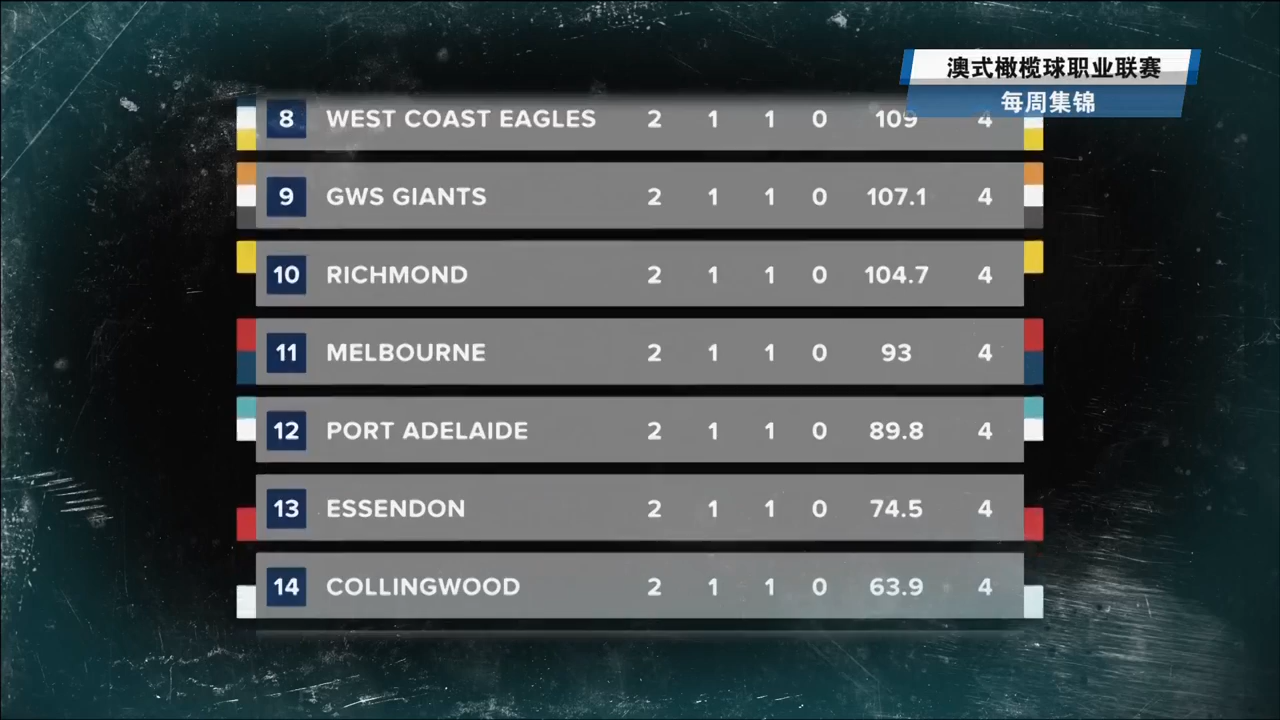 澳式橄榄球职业联赛
每周集锦
8 WEST COAST EAGLES 2 1 1 0 109 4
9 GWS GIANTS 2 1 1 0 107.1 4
10 RICHMOND 2 1 1 0 104.7 4
11 MELBOURNE 2 1 1 0 93 4
12 PORT ADELAIDE 2 1 1 0 89.8 4
13 ESSENDON 2 1 1 0 74.5 4
14 COLLINGWOOD 2 1 1 0 63.9 4